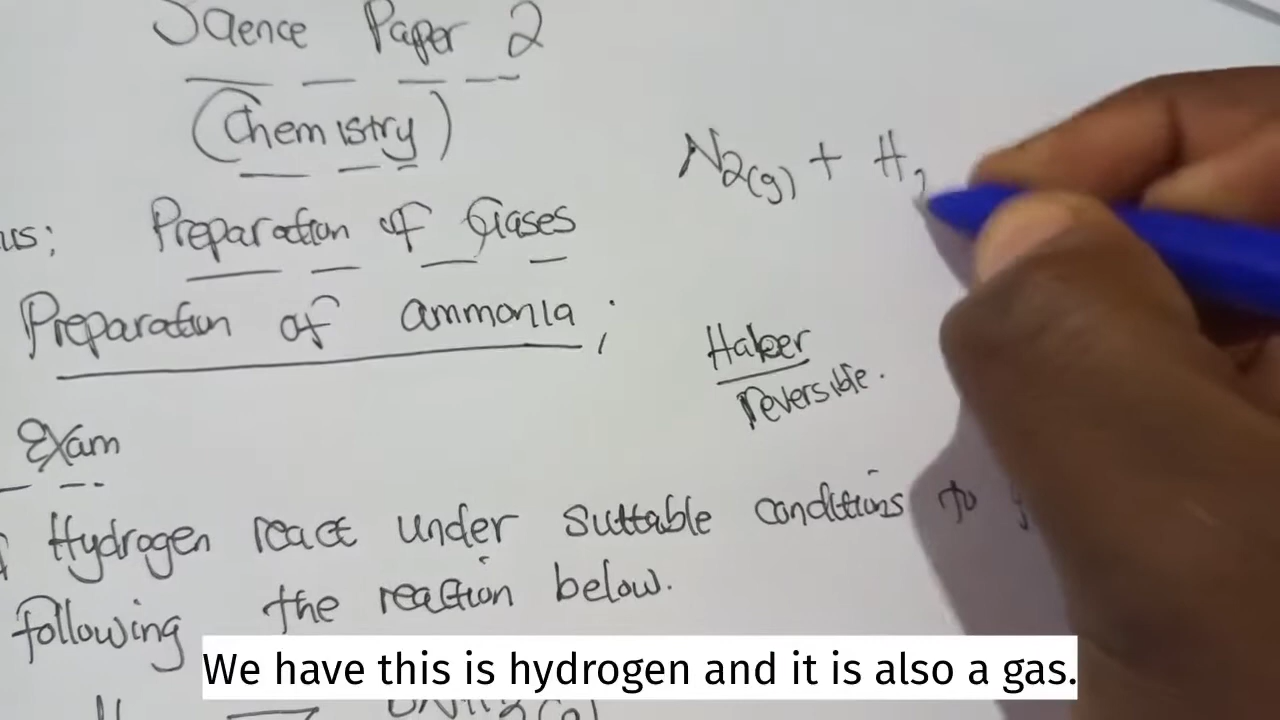 Science Paper 2
(Chemistry)
N2(g) + H2
us: Preparation of Gases
Preparation of ammonia;
Haber
reversible.
Exam
Hydrogen react under suitable conditions to
following the reaction below.
We have this is hydrogen and it is also a gas.